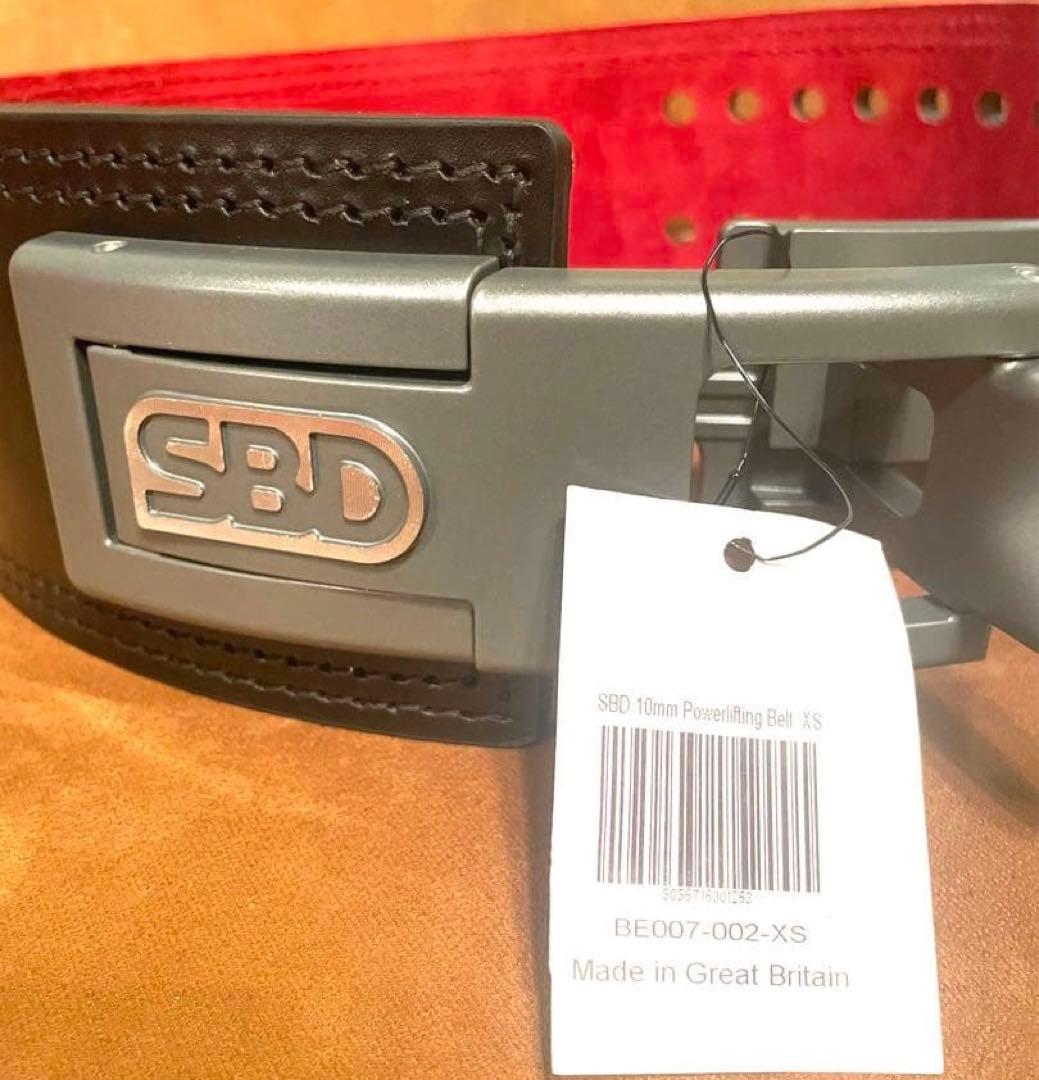 SBD
SBD 10mm Powerlifting Belt XS
BE007-002-XS
Made in Great Britain